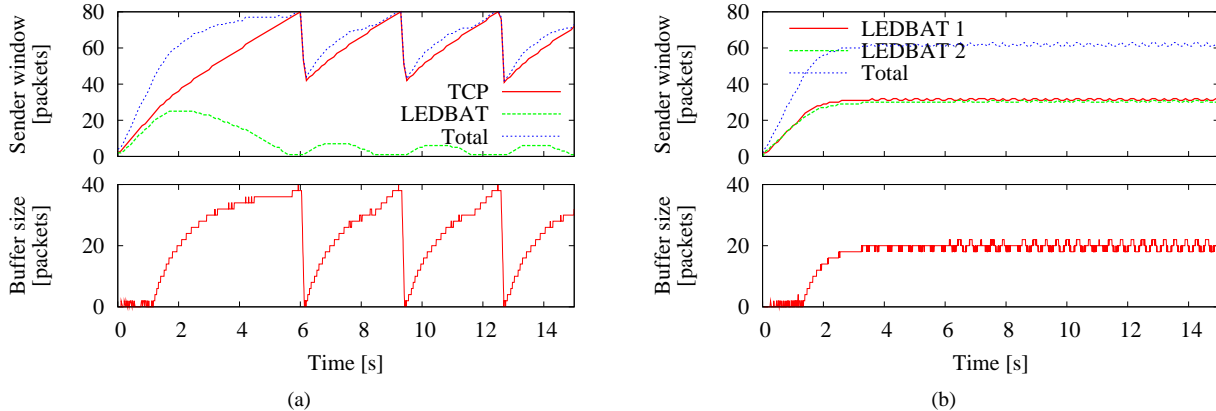 80
60
40
20
0
Sender window
[packets]
TCP
LEDBAT
Total
40
20
0
Buffer size
[packets]
0 2 4 6 8 10 12 14
Time [s]
(a)
80
60
40
20
0
Sender window
[packets]
LEDBAT 1
LEDBAT 2
Total
40
20
0
Buffer size
[packets]
0 2 4 6 8 10 12 14
Time [s]
(b)